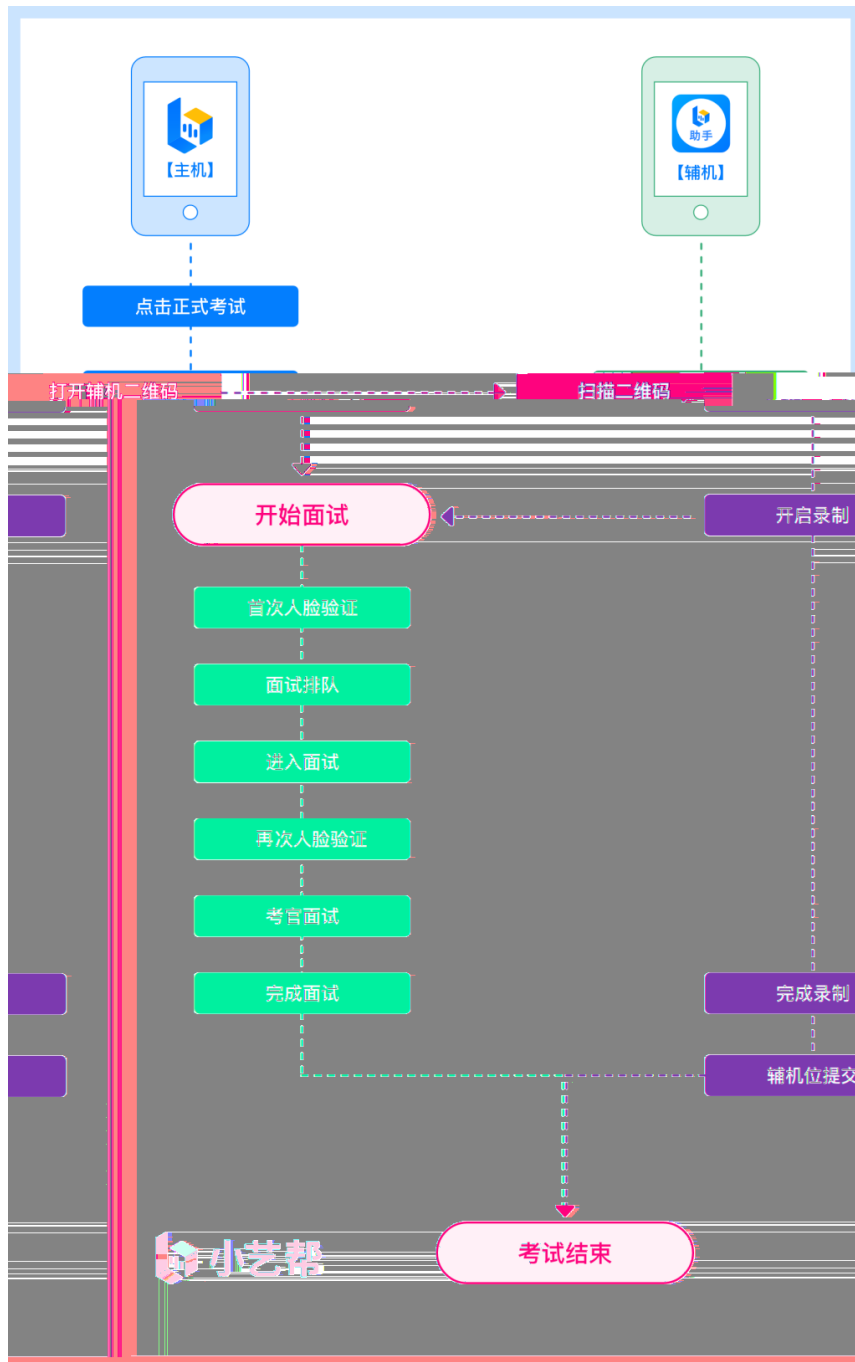 助手
【主机】
【辅机】
点击正式考试
打开辅机二维码
扫描二维码
开始面试
开启录制
首次人脸验证
面试排队
进入面试
再次人脸验证
考官面试
完成面试
完成录制
辅机位提交
小艺帮
考试结束